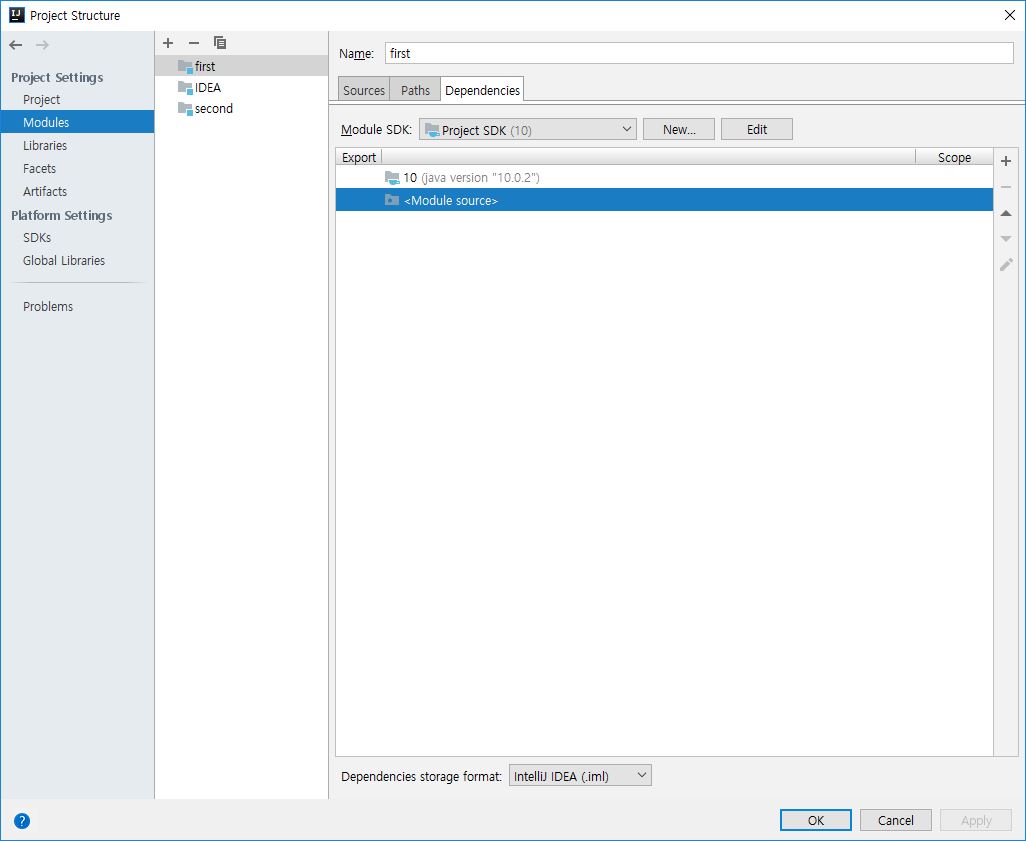 Project Structure
Project Settings
Project
Modules
Libraries
Facets
Artifacts
Platform Settings
SDKs
Global Libraries
Problems
first
IDEA
second
Name: first
Sources Paths Dependencies
Module SDK: Project SDK (10) New... Edit
Export Scope
10 (java version "10.0.2")
<Module source>
Dependencies storage format: IntelliJ IDEA (.iml)
? OK Cancel Apply